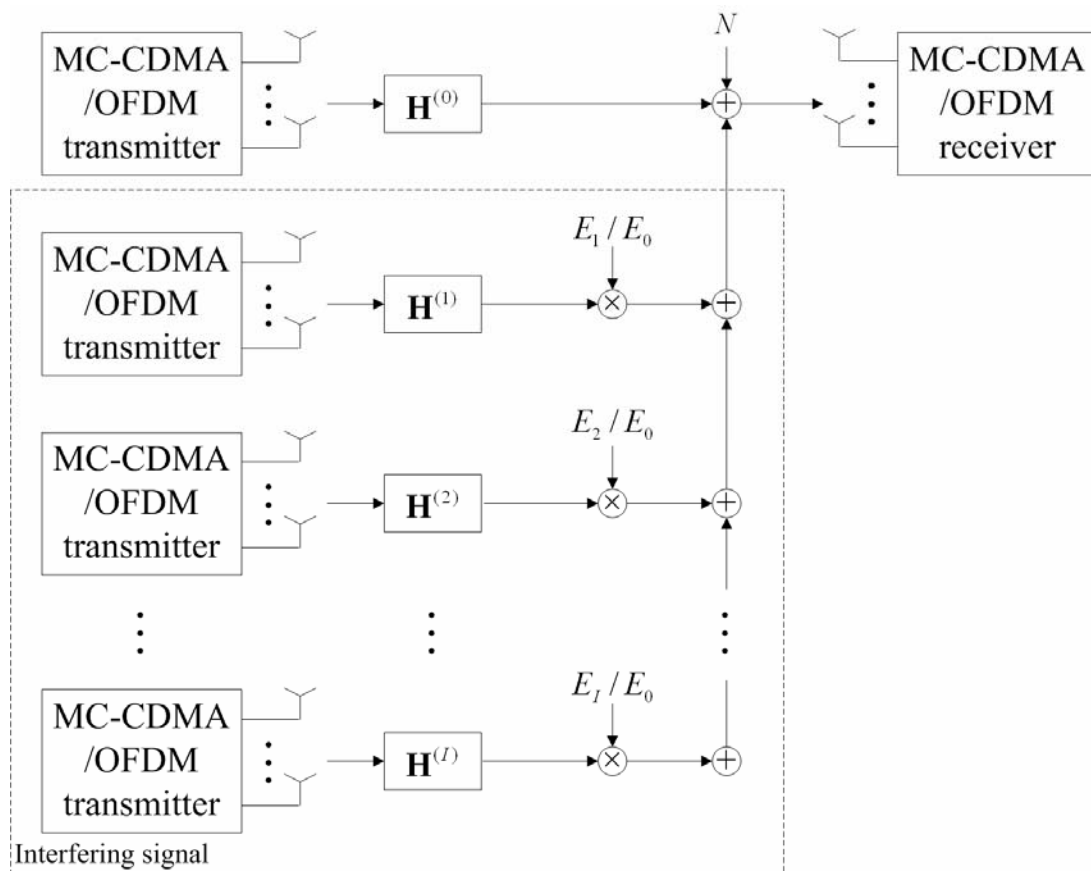 MC-CDMA
/OFDM
transmitter
H(0)
N
MC-CDMA
/OFDM
receiver
MC-CDMA
/OFDM
transmitter
H(1)
E1 / E0
MC-CDMA
/OFDM
transmitter
H(2)
E2 / E0
MC-CDMA
/OFDM
transmitter
H(I)
EI / E0
Interfering signal